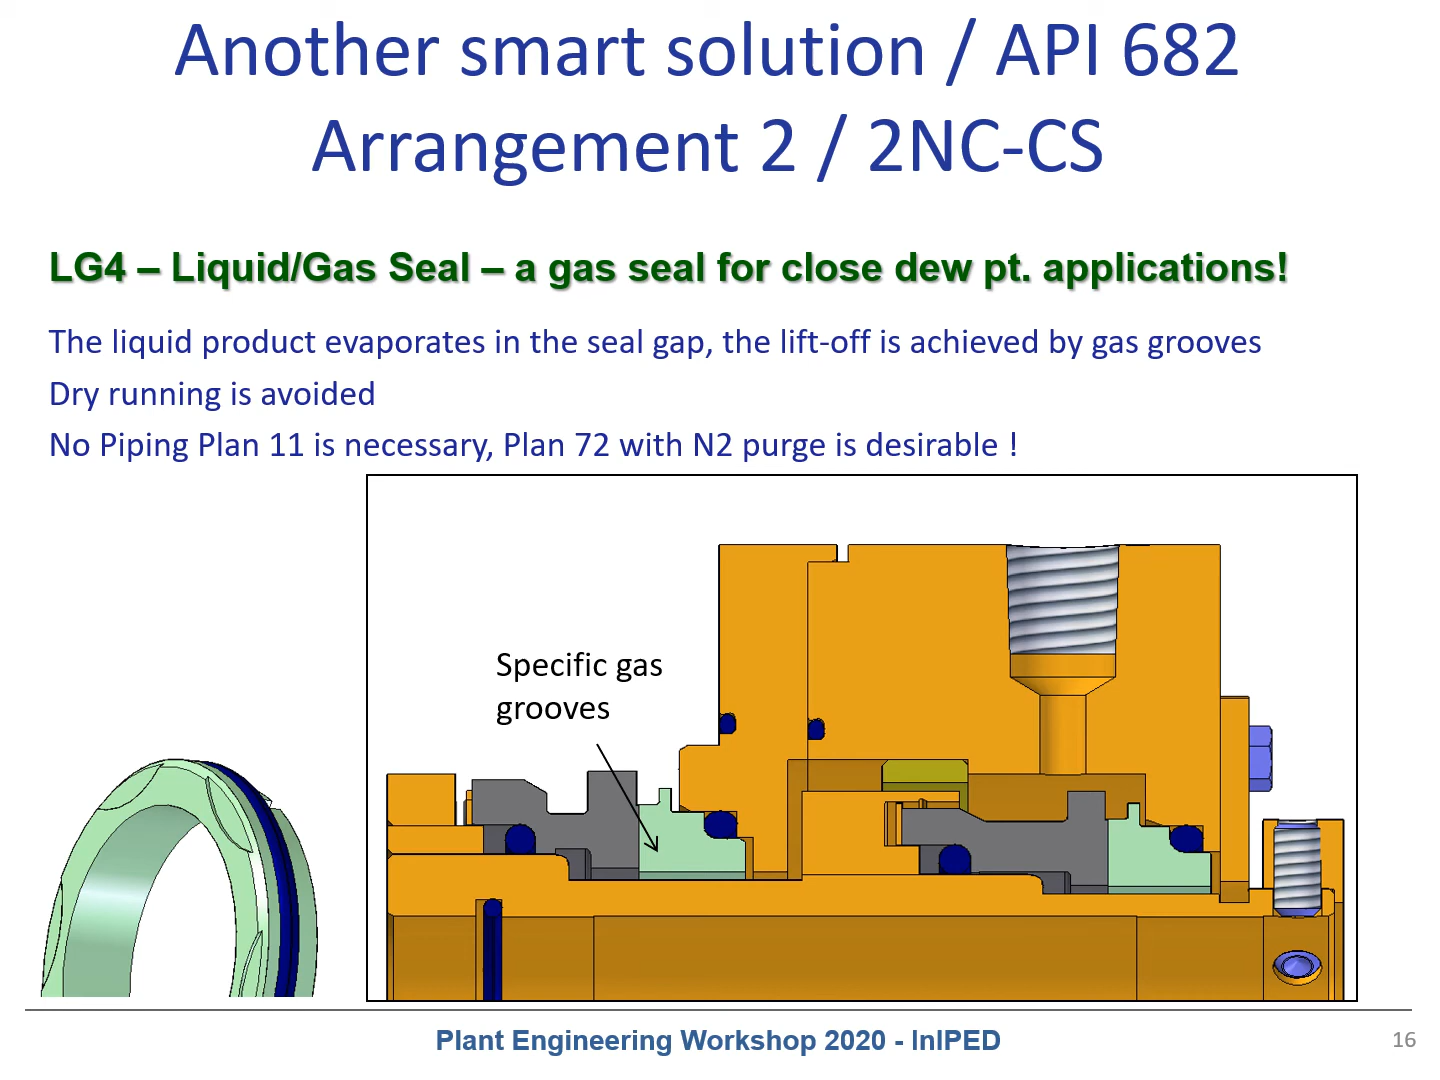 Another smart solution / API 682
Arrangement 2 / 2NC-CS
LG4 – Liquid/Gas Seal – a gas seal for close dew pt. applications!
The liquid product evaporates in the seal gap, the lift-off is achieved by gas grooves
Dry running is avoided
No Piping Plan 11 is necessary, Plan 72 with N2 purge is desirable !
Specific gas
grooves
Plant Engineering Workshop 2020 - InIPED
16